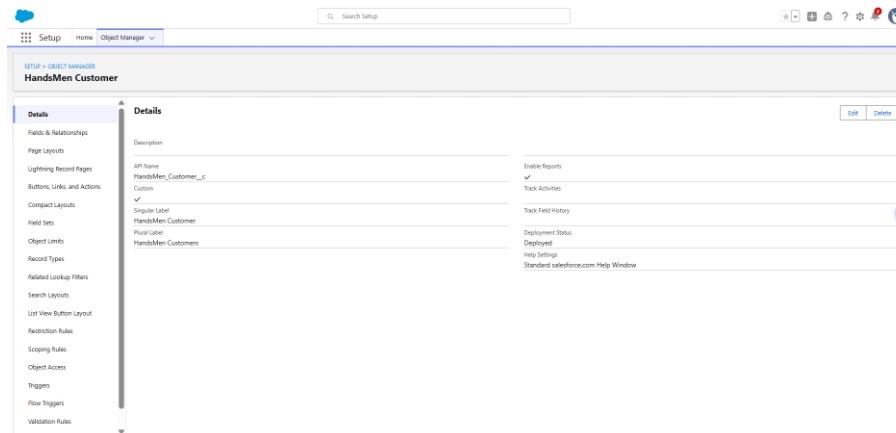 Search Setup
Setup Home Object Manager
SETUP > OBJECT MANAGER
HandsMen Customer
Details
Fields & Relationships
Page Layouts
Lightning Record Pages
Buttons, Links, and Actions
Compact Layouts
Field Sets
Object Limits
Record Types
Related Lookup Filters
Search Layouts
List View Button Layout
Restriction Rules
Scoping Rules
Object Access
Triggers
Flow Triggers
Validation Rules
Details
Edit Delete
Description
API Name
HandsMen_Customer__c
Custom
Singular Label
HandsMen Customer
Plural Label
HandsMen Customers
Enable Reports
Track Activities
Track Field History
Deployment Status
Deployed
Help Settings
Standard salesforce.com Help Window